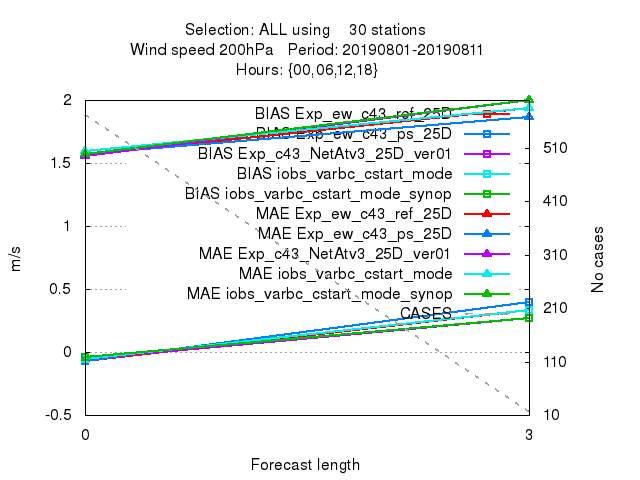 Selection: ALL using 30 stations
Wind speed 200hPa Period: 20190801-20190811
Hours: {00,06,12,18}
2
1.5
1
0.5
0
-0.5
m/s
BIAS Exp_ew_c43_ref_25D
BIAS Exp_ew_c43_ps_25D
BIAS Exp_c43_NetAtv3_25D_ver01
BIAS iobs_varbc_cstart_mode
BIAS iobs_varbc_cstart_mode_synop
MAE Exp_ew_c43_ref_25D
MAE Exp_ew_c43_ps_25D
MAE Exp_c43_NetAtv3_25D_ver01
MAE iobs_varbc_cstart_mode
MAE iobs_varbc_cstart_mode_synop
CASES
510
410
310
210
110
10
No cases
0 3
Forecast length